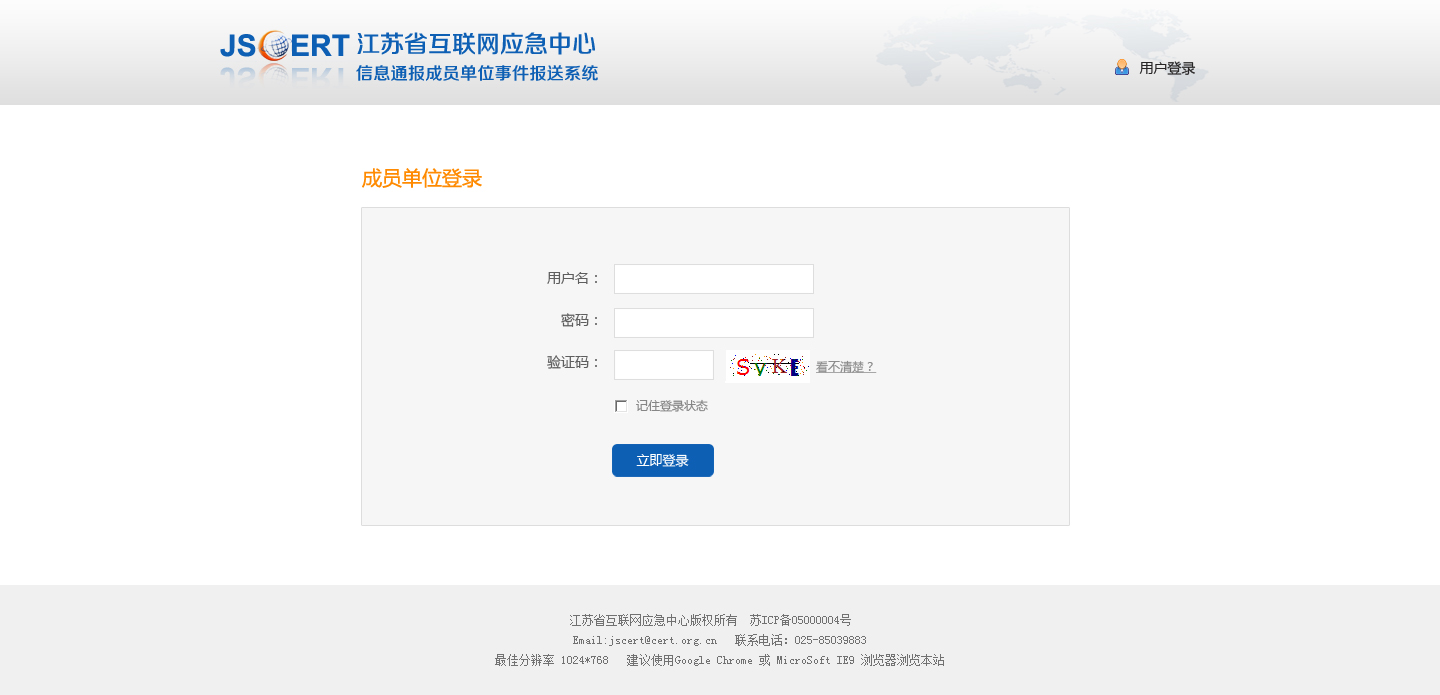 JSCERT 江苏省互联网应急中心
信息通报成员单位事件报送系统
用户登录
成员单位登录
用户名：
密码：
验证码：
SyKE 看不清楚？
记住登录状态
立即登录
江苏省互联网应急中心版权所有 苏ICP备05000004号
Email:jscert@cert.org.cn 联系电话：025-85039883
最佳分辨率 1024*768 建议使用Google Chrome 或 MicroSoft IE9 浏览器浏览本站